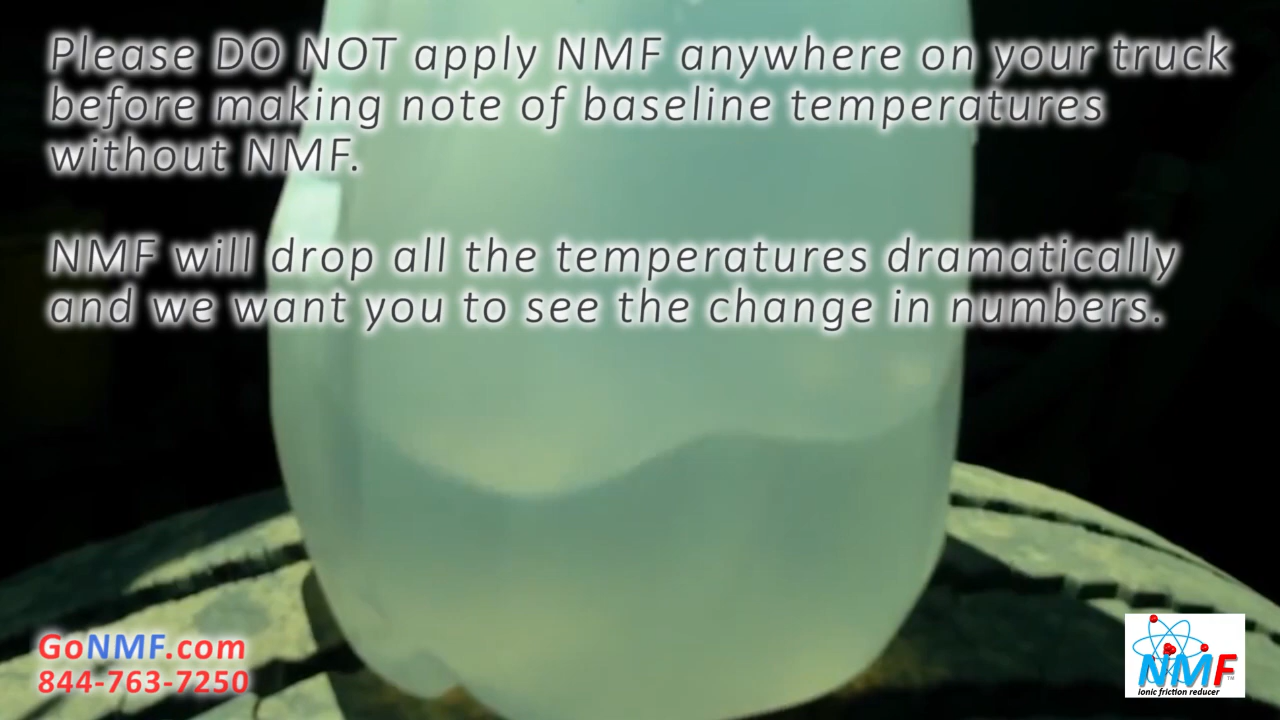 Please DO NOT apply NMF anywhere on your truck
before making note of baseline temperatures
without NMF.
NMF will drop all the temperatures dramatically
and we want you to see the change in numbers.
GoNMF.com
844-763-7250
NMF™
ionic friction reducer